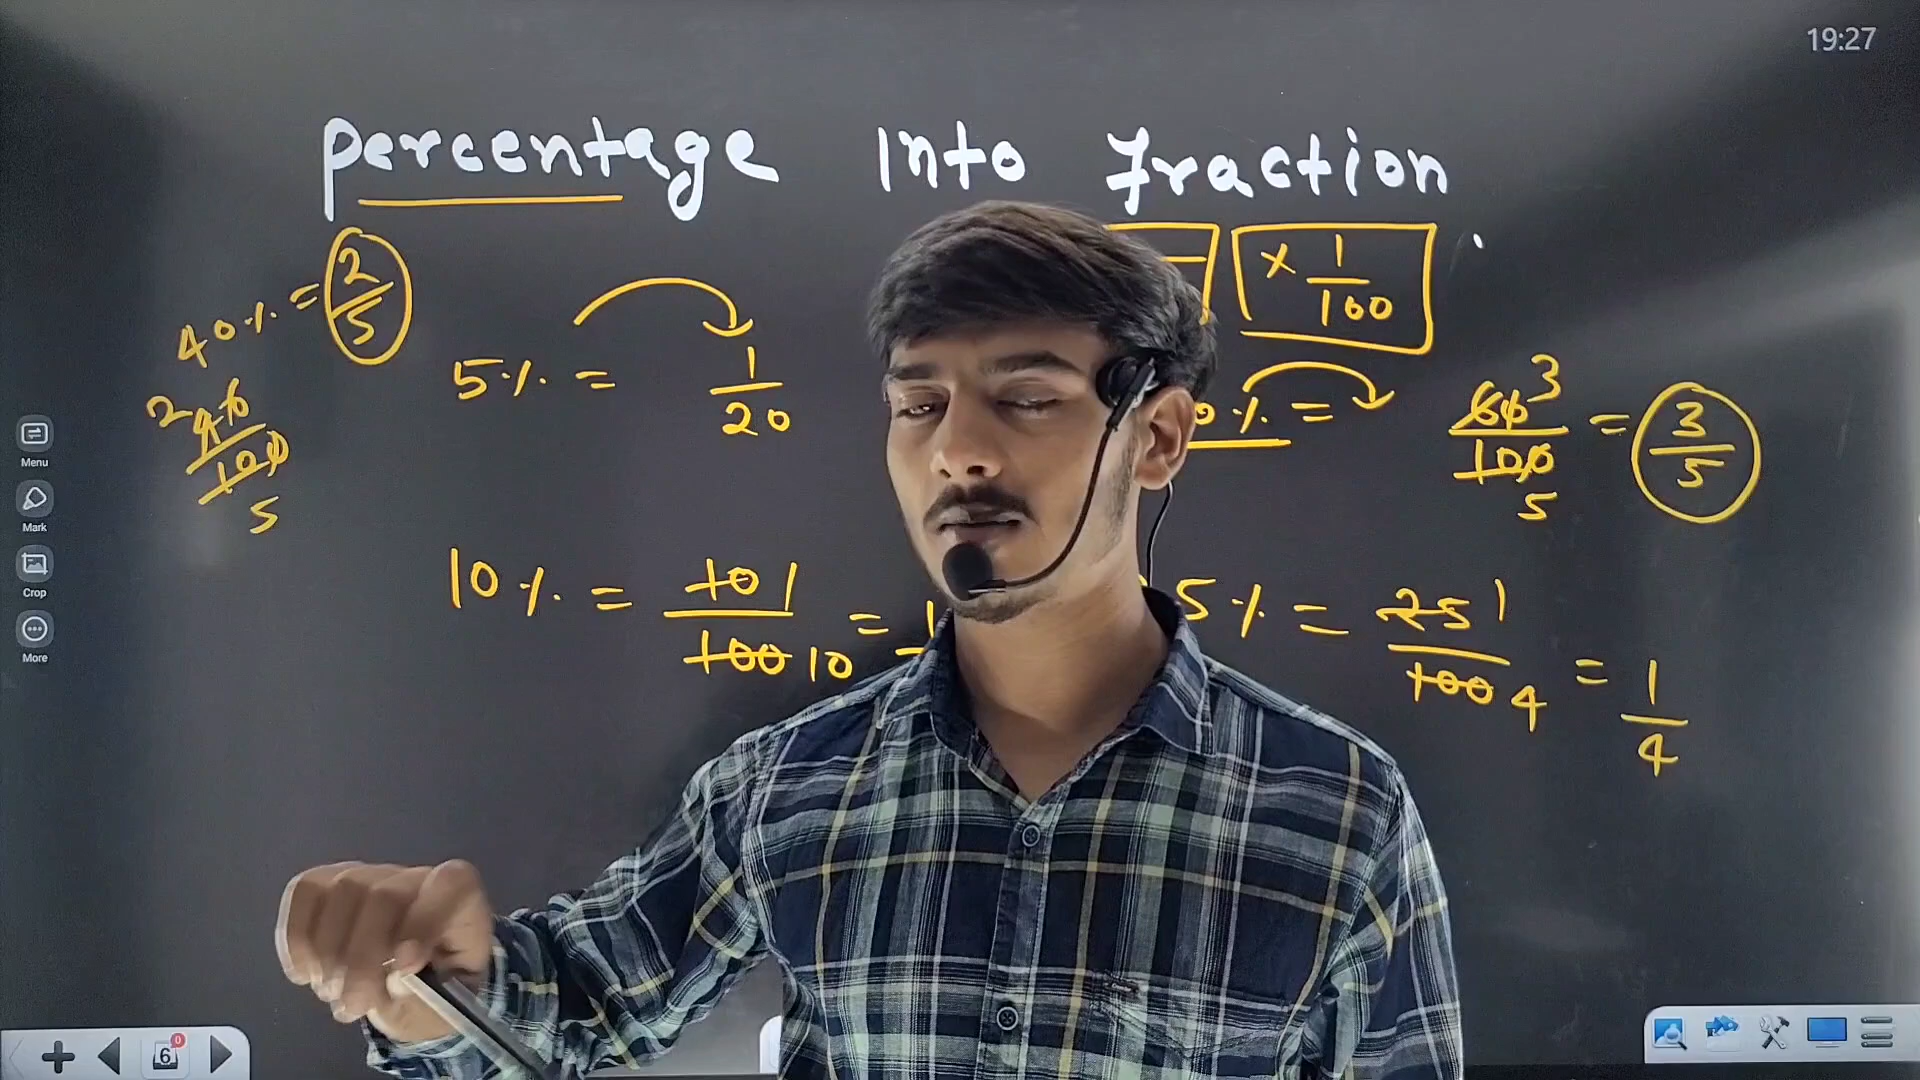 19:27
Percentage Into Fraction
× 1/100
40% = 2/5
2 40/100 5
5% = 1/20
0% = 60/100 3 5 = 3/5
10% = 10/100 1 10 =
5% = 25/100 1 4 = 1/4
Menu
Mark
Crop
More
6
0